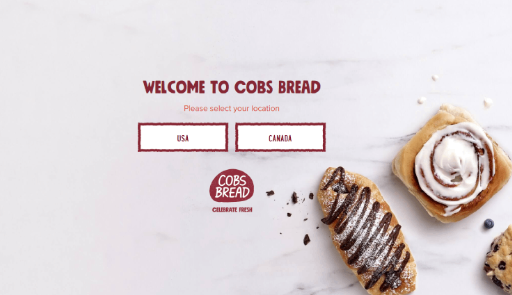 WELCOME TO COBS BREAD
Please select your location
USA
CANADA
COBS
BREAD
CELEBRATE FRESH